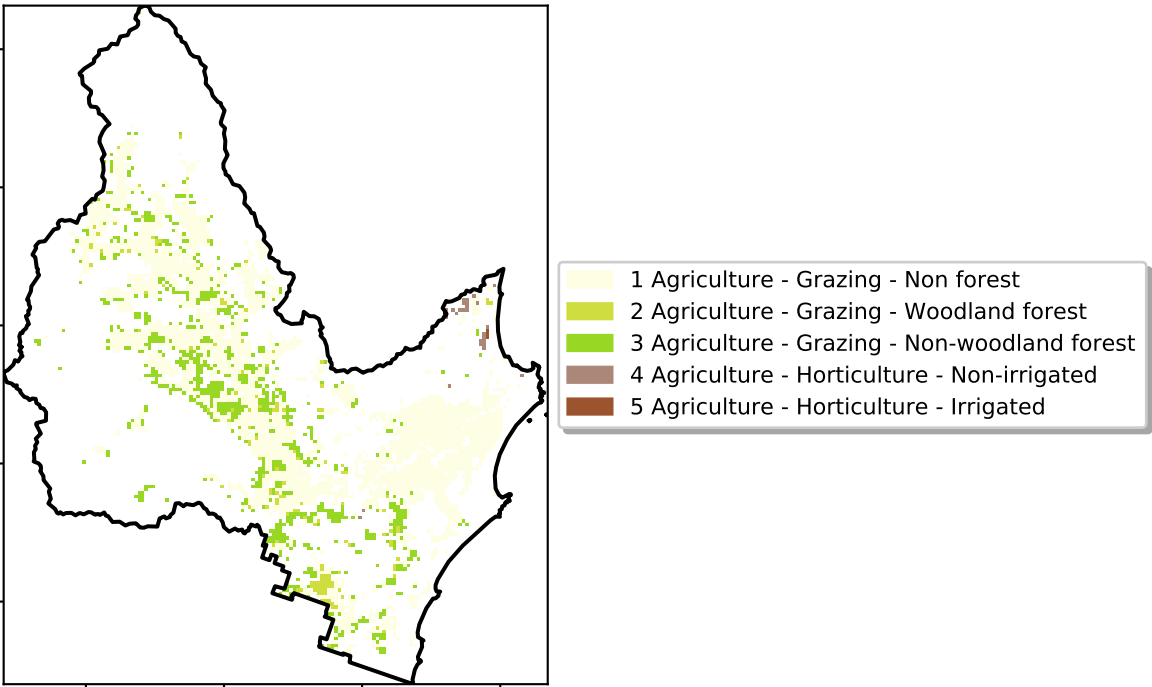 1 Agriculture - Grazing - Non forest
2 Agriculture - Grazing - Woodland forest
3 Agriculture - Grazing - Non-woodland forest
4 Agriculture - Horticulture - Non-irrigated
5 Agriculture - Horticulture - Irrigated